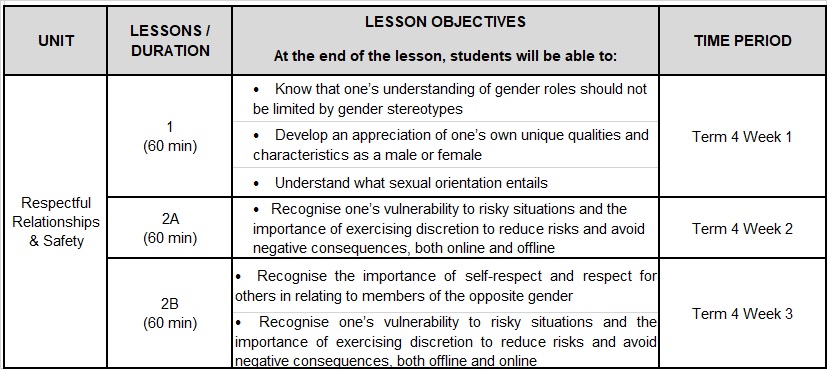 UNIT
LESSONS /
DURATION
LESSON OBJECTIVES
At the end of the lesson, students will be able to:
TIME PERIOD
Respectful
Relationships
& Safety
1
(60 min)
• Know that one’s understanding of gender roles should not
be limited by gender stereotypes
• Develop an appreciation of one’s own unique qualities and
characteristics as a male or female
• Understand what sexual orientation entails
Term 4 Week 1
2A
(60 min)
• Recognise one’s vulnerability to risky situations and the
importance of exercising discretion to reduce risks and avoid
negative consequences, both online and offline
Term 4 Week 2
2B
(60 min)
• Recognise the importance of self-respect and respect for
others in relating to members of the opposite gender
• Recognise one’s vulnerability to risky situations and the
importance of exercising discretion to reduce risks and avoid
negative consequences, both offline and online
Term 4 Week 3